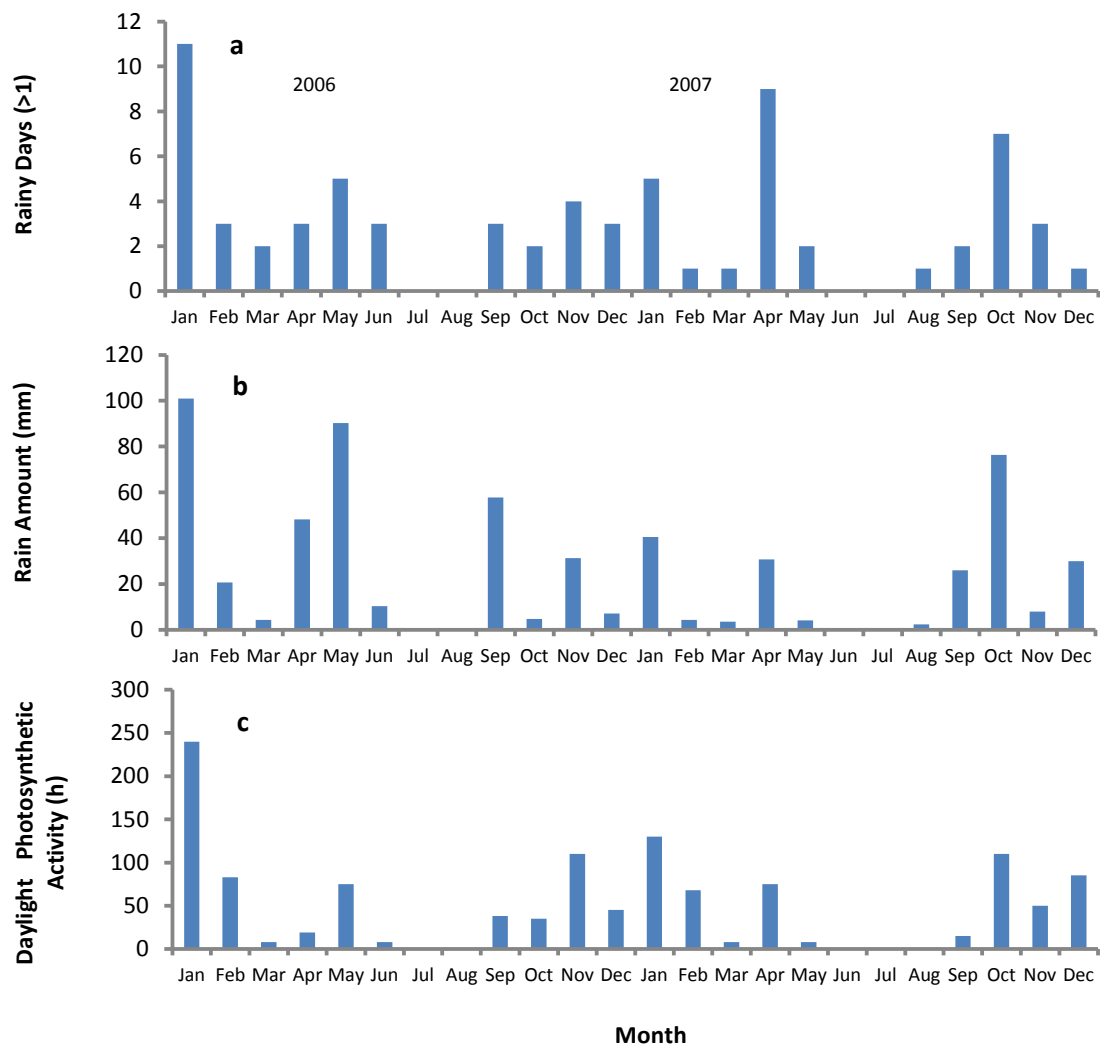 Rainy Days (>1)
12
10
8
6
4
2
0
a
2006
2007
Jan Feb Mar Apr May Jun Jul Aug Sep Oct Nov Dec Jan Feb Mar Apr May Jun Jul Aug Sep Oct Nov Dec
Rain Amount (mm)
120
100
80
60
40
20
0
b
Jan Feb Mar Apr May Jun Jul Aug Sep Oct Nov Dec Jan Feb Mar Apr May Jun Jul Aug Sep Oct Nov Dec
Daylight Photosynthetic
Activity (h)
300
250
200
150
100
50
0
c
Jan Feb Mar Apr May Jun Jul Aug Sep Oct Nov Dec Jan Feb Mar Apr May Jun Jul Aug Sep Oct Nov Dec
Month